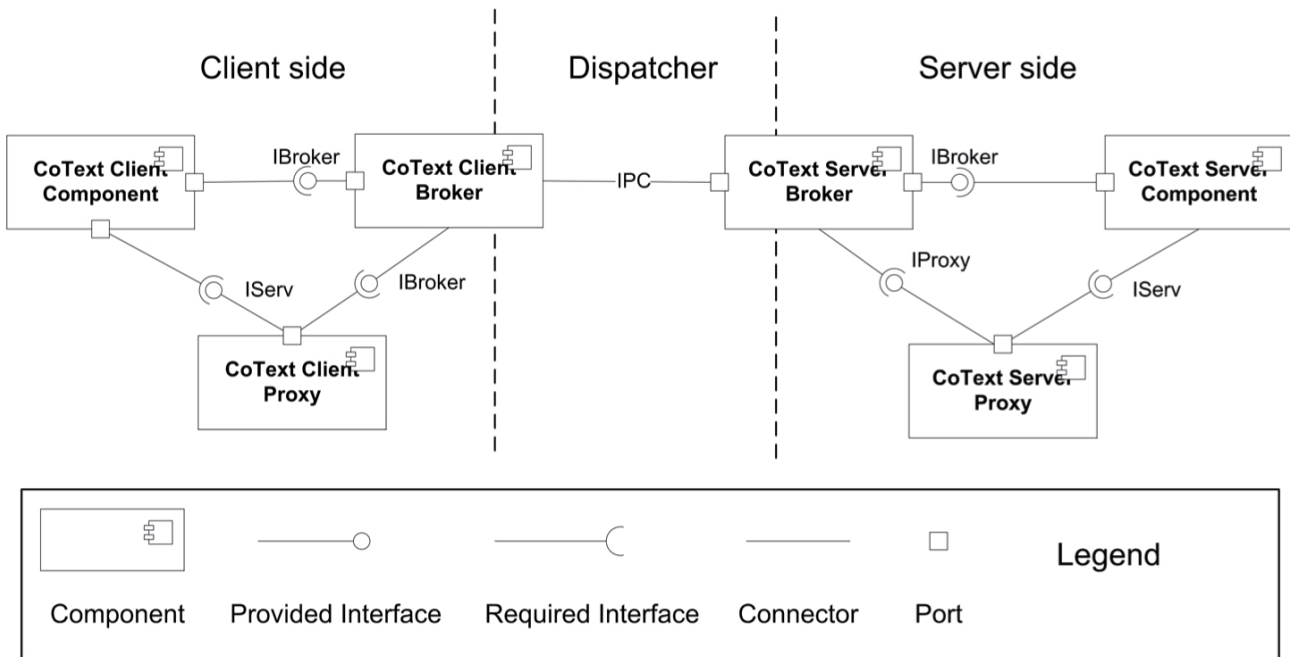 Client side
Dispatcher
Server side
CoText Client
Component
IBroker
CoText Client
Broker
IPC
CoText Server
Broker
IBroker
CoText Server
Component
IServ
IBroker
IProxy
IServ
CoText Client
Proxy
CoText Server
Proxy
Legend
Component
Provided Interface
Required Interface
Connector
Port